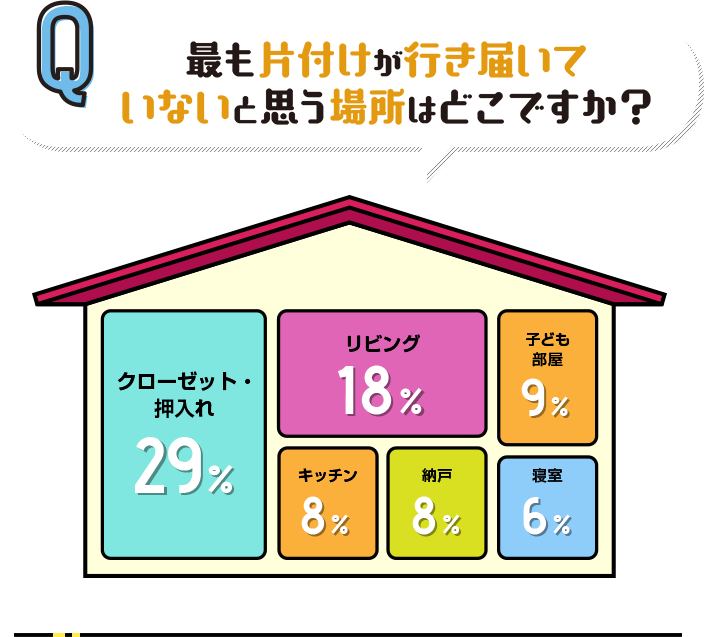 Q
最も片付けが行き届いて
いないと思う場所はどこですか？
クローゼット・
押入れ
29%
リビング
18%
子ども
部屋
9%
キッチン
8%
納戸
8%
寝室
6%